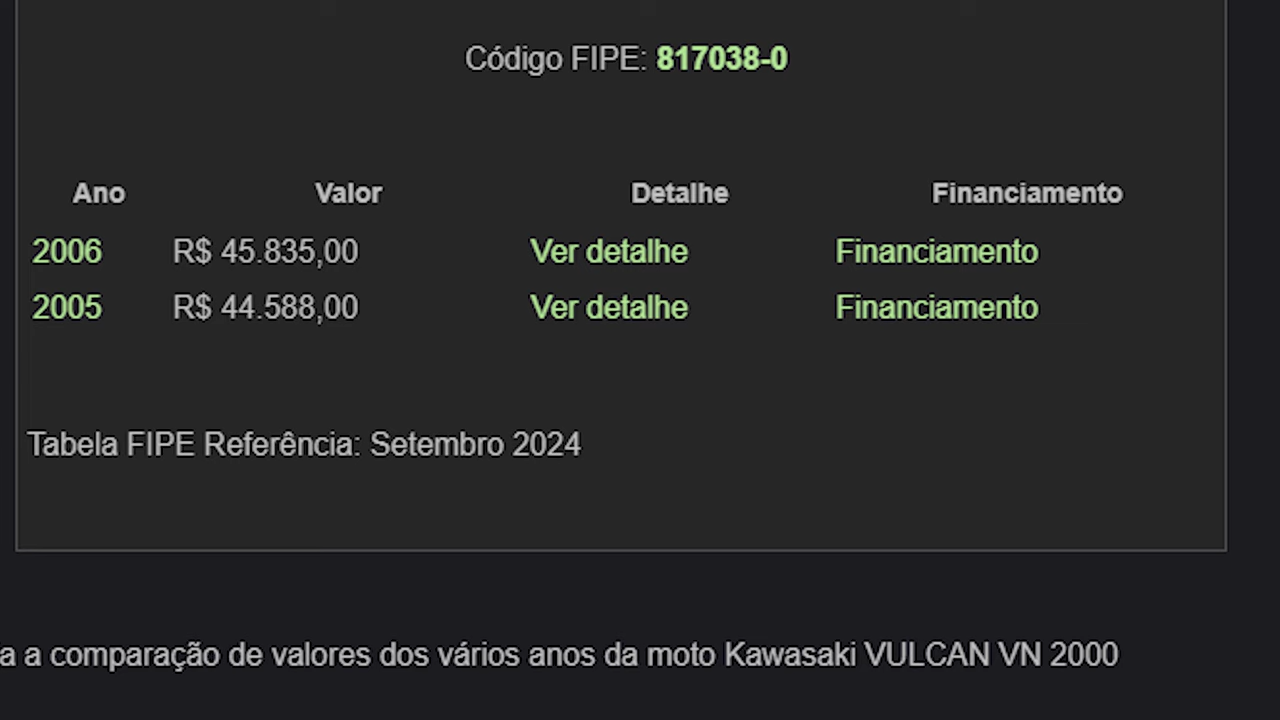 Código FIPE: 817038-0
Ano Valor Detalhe Financiamento
2006 R$ 45.835,00 Ver detalhe Financiamento
2005 R$ 44.588,00 Ver detalhe Financiamento
Tabela FIPE Referência: Setembro 2024
a a comparação de valores dos vários anos da moto Kawasaki VULCAN VN 2000